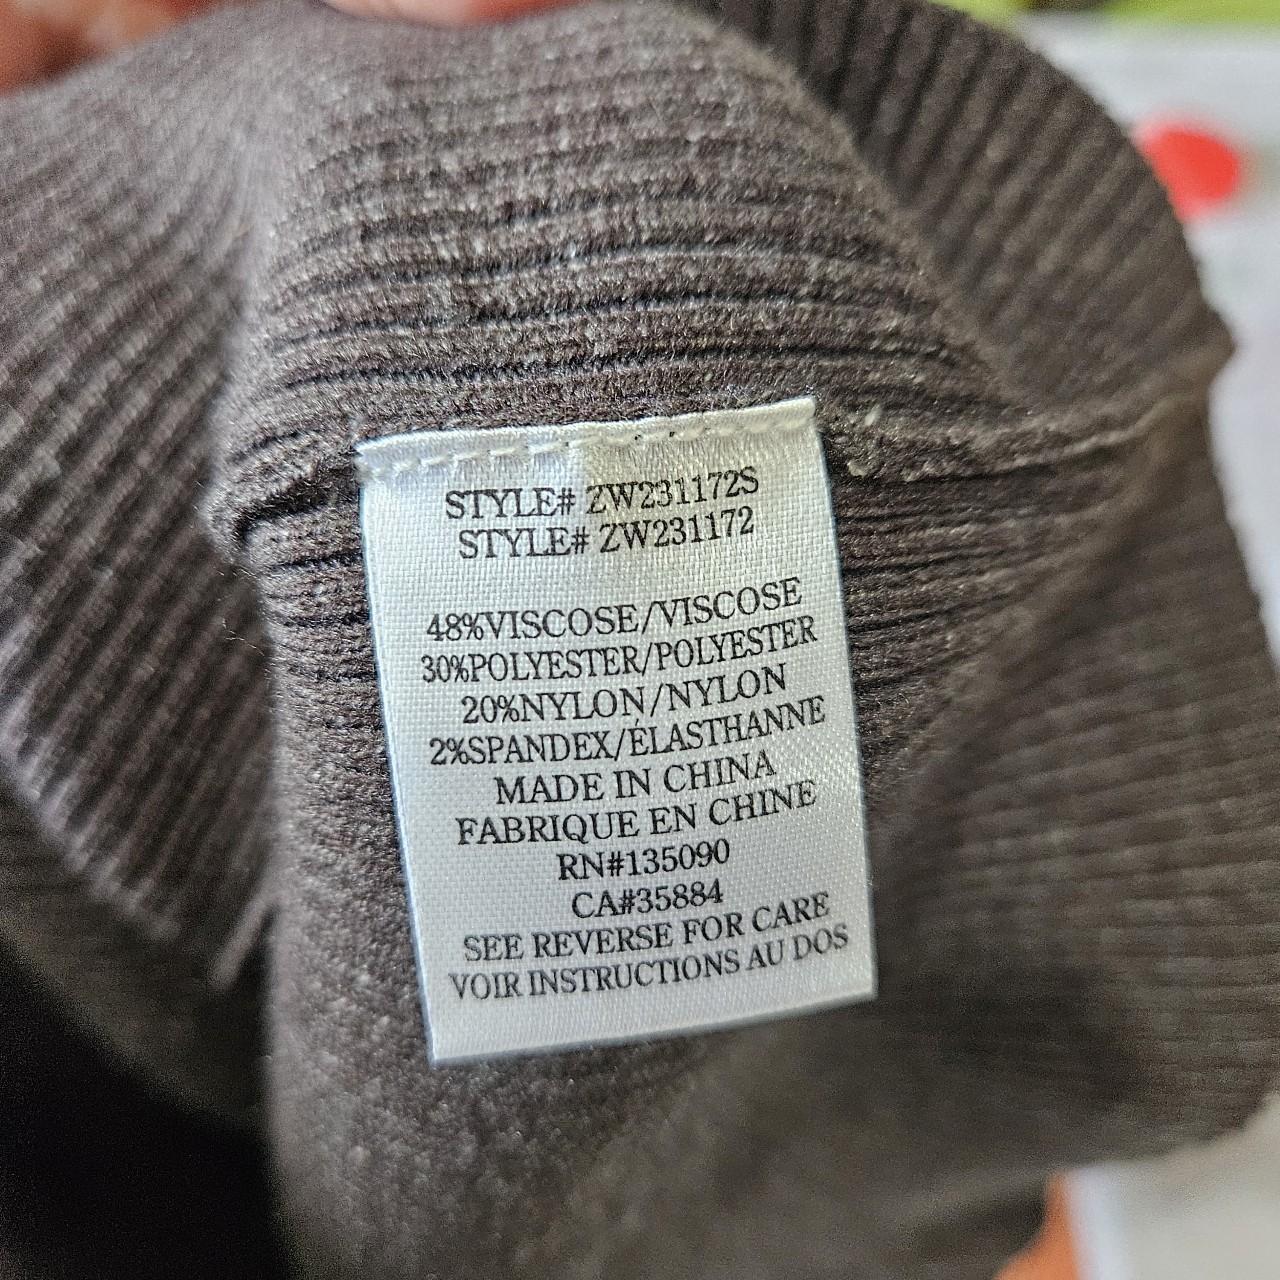 STYLE# ZW231172S
STYLE# ZW231172
48%VISCOSE/VISCOSE
30%POLYESTER/POLYESTER
20%NYLON/NYLON
2%SPANDEX/ÉLASTHANNE
MADE IN CHINA
FABRIQUE EN CHINE
RN#135090
CA#35884
SEE REVERSE FOR CARE
VOIR INSTRUCTIONS AU DOS